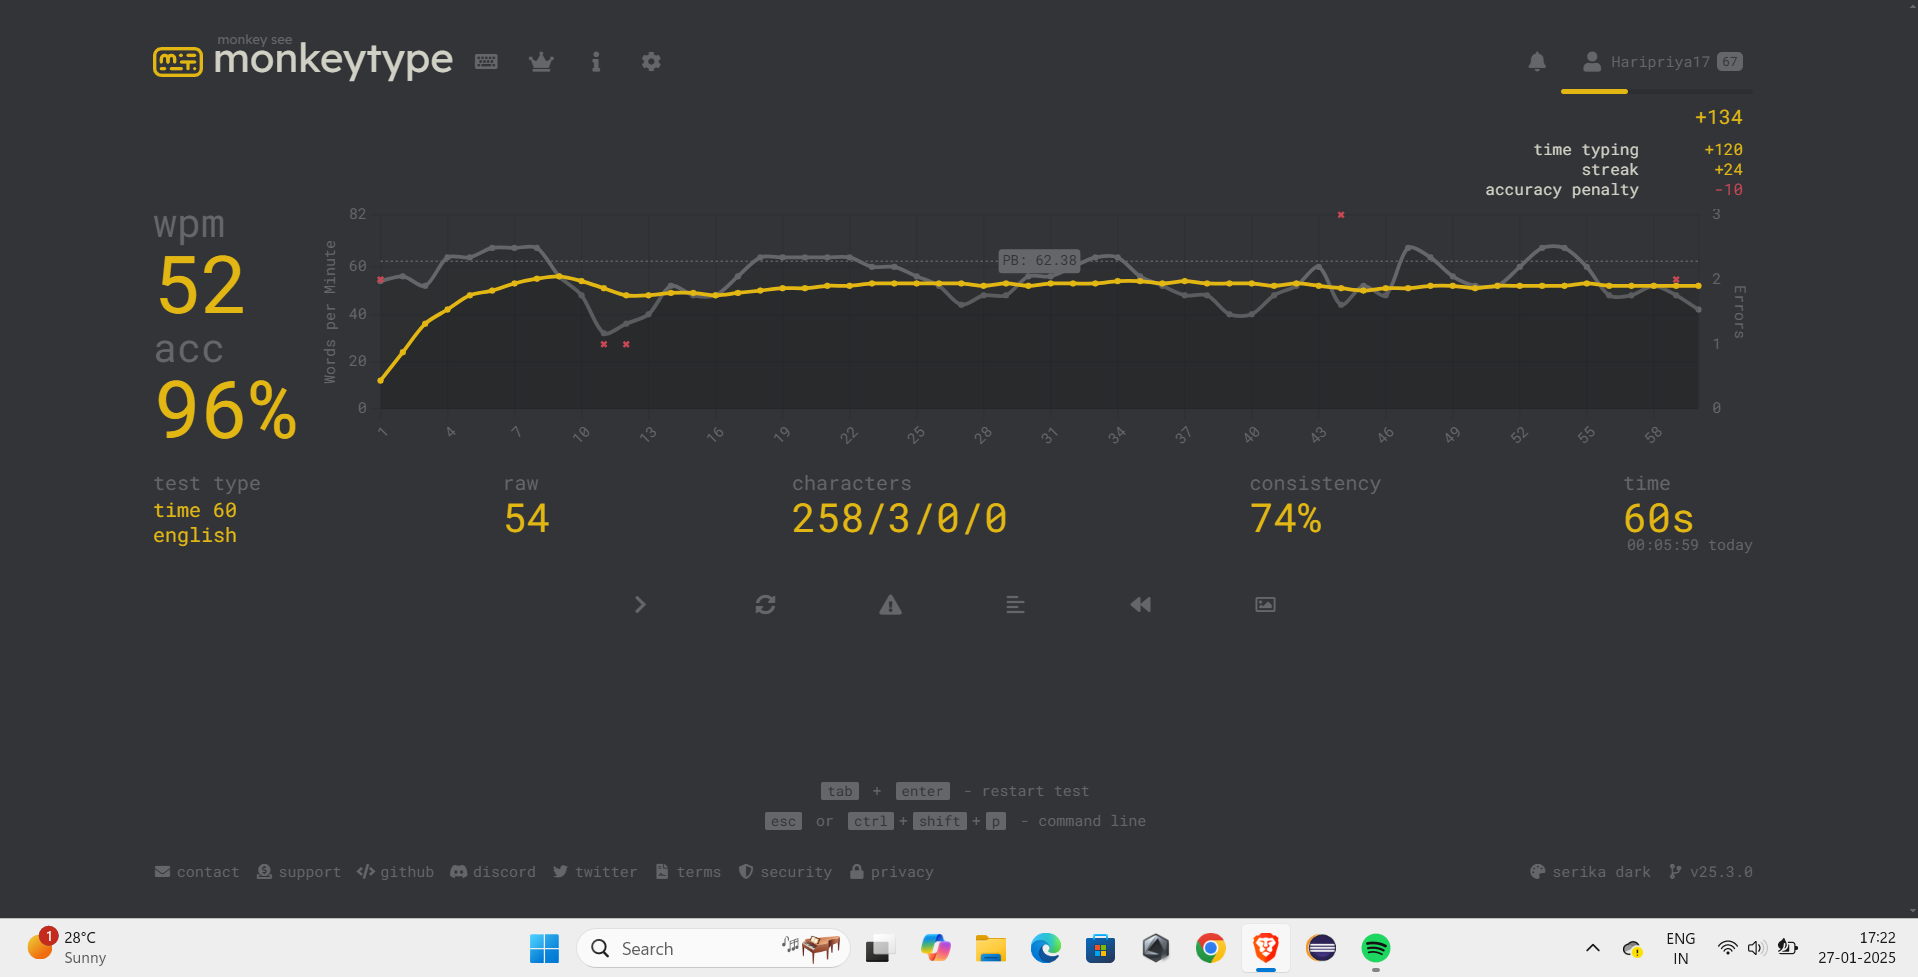 monkey see
monkeytype
Haripriya17 67
+134
time typing +120
streak +24
accuracy penalty -10
wpm
52
acc
96%
Words per Minute
82
60
40
20
0
PB: 62.38
3
2
1
0
Errors
1 4 7 10 13 16 19 22 25 28 31 34 37 40 43 46 49 52 55 58
test type
time 60
english
raw
54
characters
258/3/0/0
consistency
74%
time
60s
00:05:59 today
tab + enter - restart test
esc or ctrl + shift + p - command line
contact support github discord twitter terms security privacy
serika dark v25.3.0
1
28°C
Sunny
Search
ENG
IN
17:22
27-01-2025